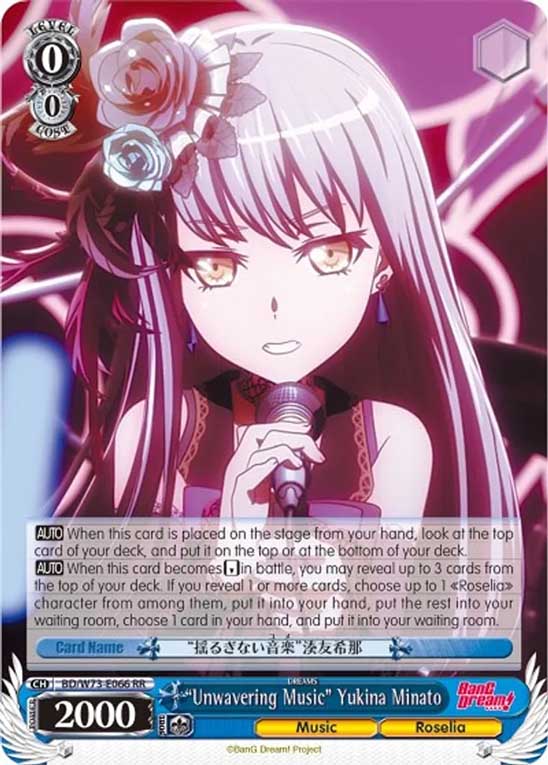 LEVEL
0
0
COST
AUTO When this card is placed on the stage from your hand, look at the top
card of your deck, and put it on the top or at the bottom of your deck.
AUTO When this card becomes in battle, you may reveal up to 3 cards from
the top of your deck. If you reveal 1 or more cards, choose up to 1 «Roselia»
character from among them, put it into your hand, put the rest into your
waiting room, choose 1 card in your hand, and put it into your waiting room.
Card Name
“揺るぎない音楽”湊友希那
CH BD/W73-E066 RR
DREAMS
“Unwavering Music” Yukina Minato
BanG Dream!
POWER
2000
SOUL
Music
Roselia
©BanG Dream! Project